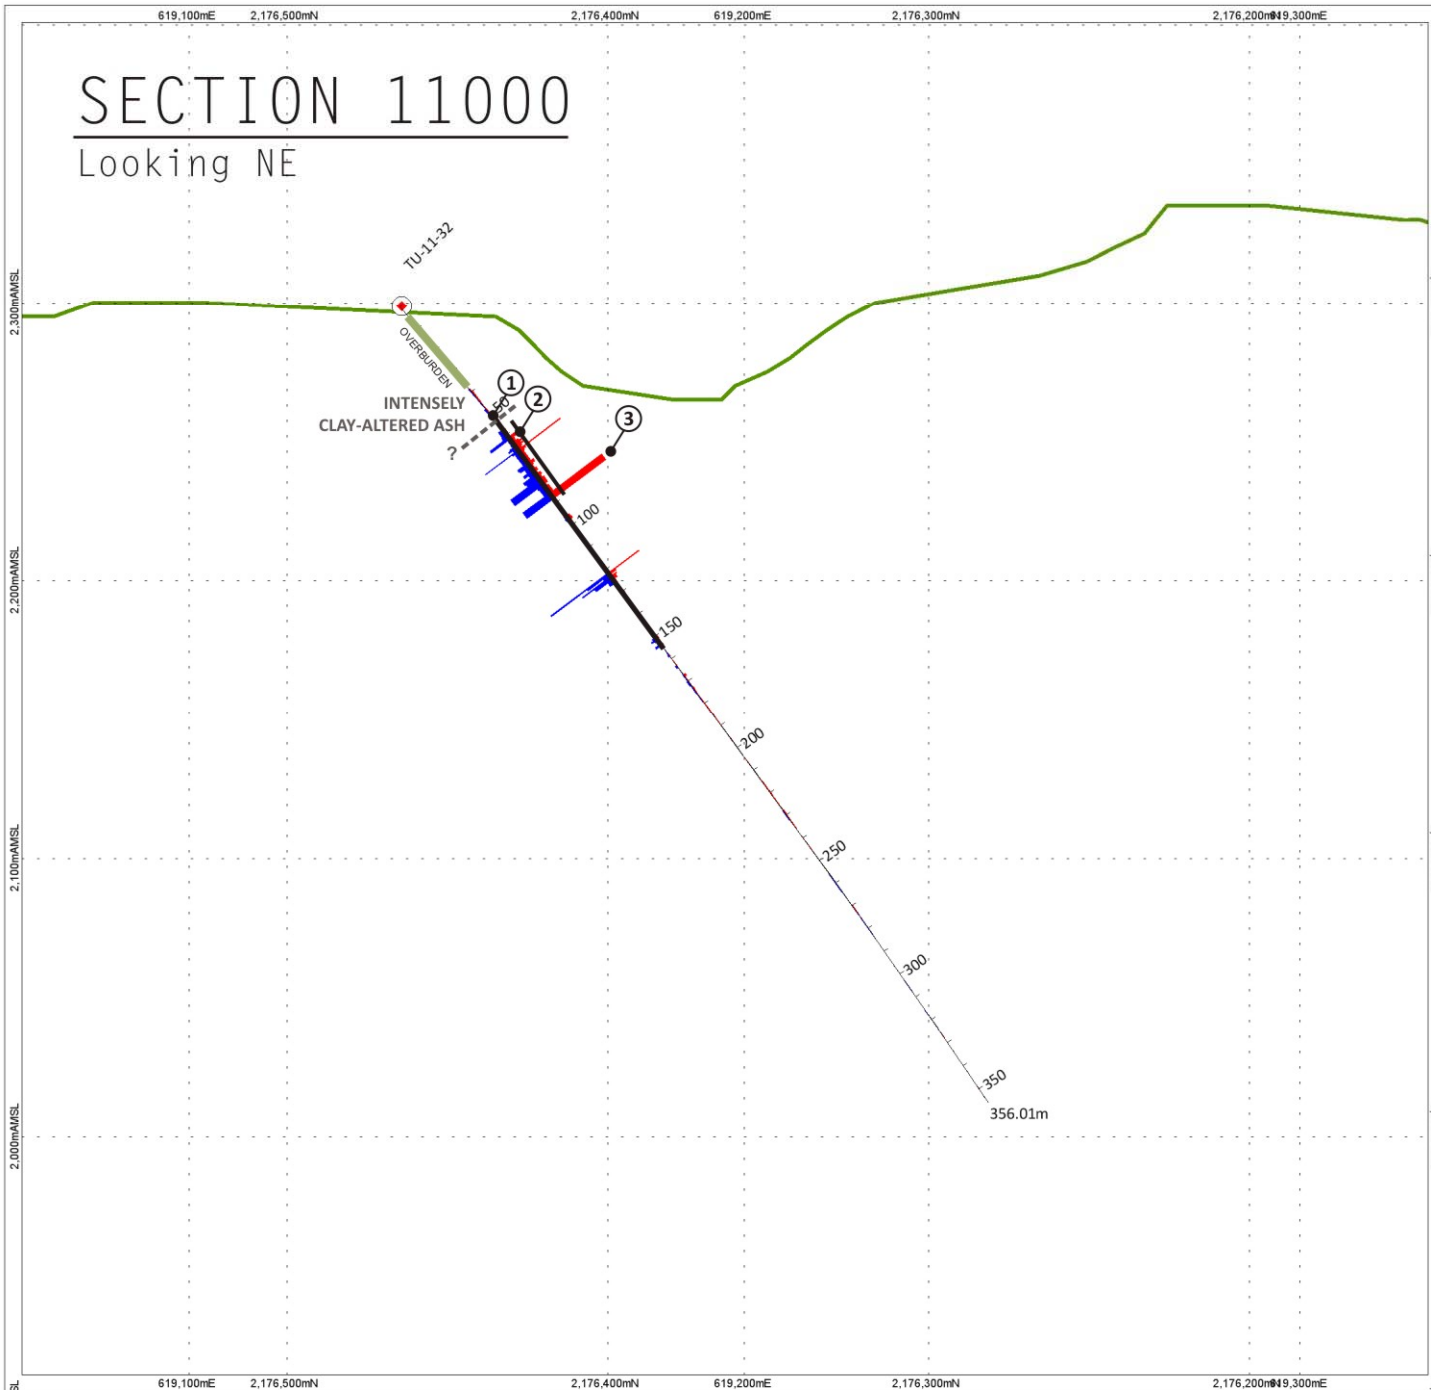 619,100mE 2,176,500mN 2,176,400mN 619,200mE 2,176,300mN 2,176,200mN 619,300mE
SECTION 11000
Looking NE
TU-11-32
2,300mAMSL
OVERBURDEN
1
50
2
INTENSELY
CLAY-ALTERED ASH
3
?
100
2,200mAMSL
150
200
2,100mAMSL
250
300
350
356.01m
2,000mAMSL
SL
619,100mE 2,176,500mN 2,176,400mN 619,200mE 2,176,300mN 2,176,200mN 619,300mE